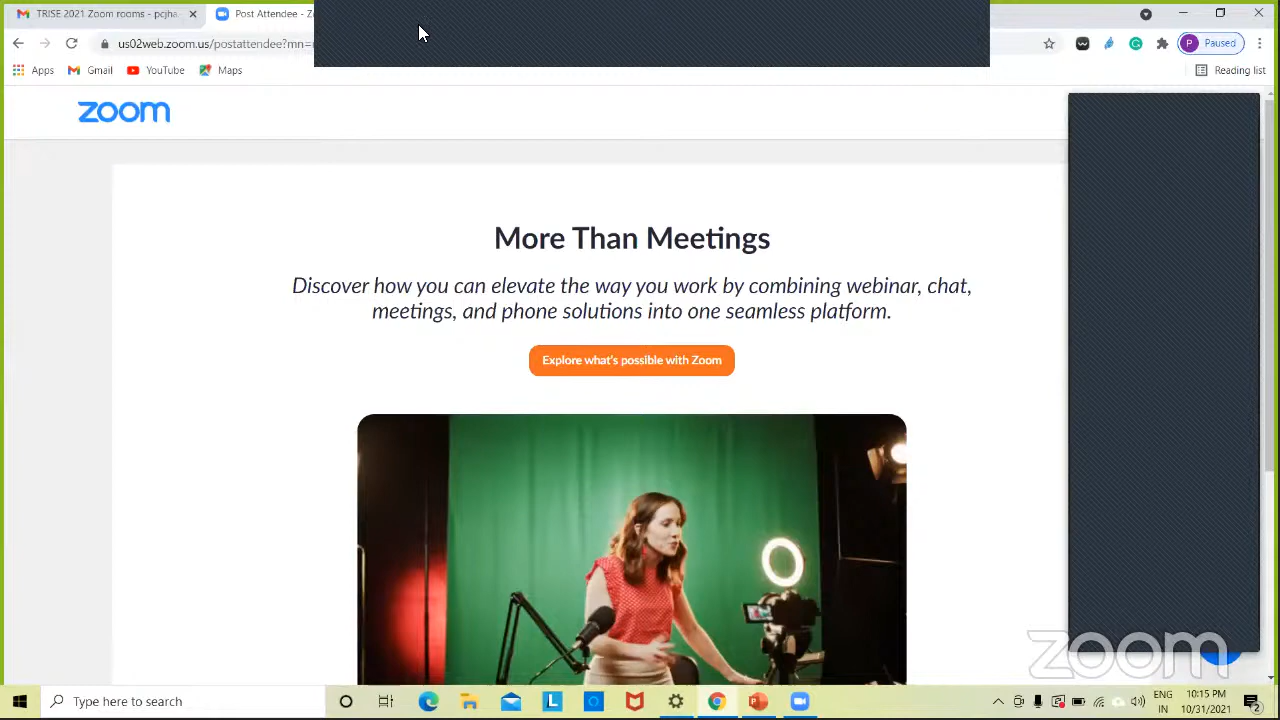 TRISE 2021 Zoom rooms - pcjha
Post Attendee - Zo
us02web.zoom.us/postattendee?mn=
Paused
Apps
Gmail
YouTube
Maps
Reading list
zoom
More Than Meetings
Discover how you can elevate the way you work by combining webinar, chat,
meetings, and phone solutions into one seamless platform.
Explore what's possible with Zoom
zoom
Type here to search
ENG
IN
10:15 PM
10/31/2021